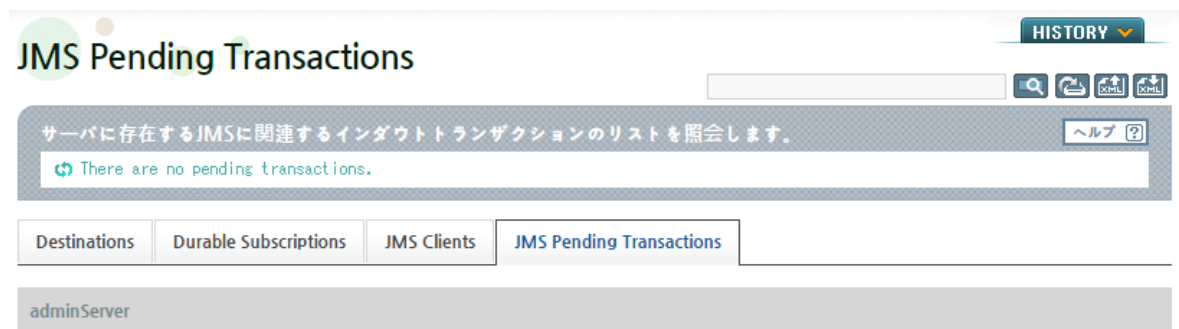 HISTORY
JMS Pending Transactions
XML XML
サーバに存在するJMSに関連するインダウトトランザクションのリストを照会します。
ヘルプ ?
There are no pending transactions.
Destinations Durable Subscriptions JMS Clients JMS Pending Transactions
adminServer